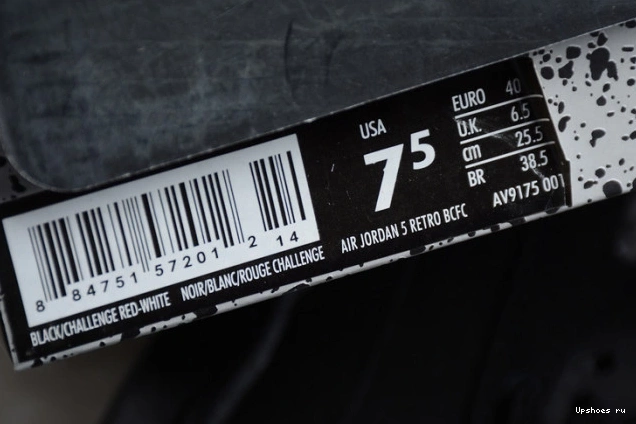 8 84751 57201 2 14
BLACK/CHALLENGE RED-WHITE NOIR/BLANC/ROUGE CHALLENGE
USA
7⁵
AIR JORDAN 5 RETRO BCFC
EURO 40
U.K. 6.5
cm 25.5
BR 38.5
AV9175 001
Upshoes ru